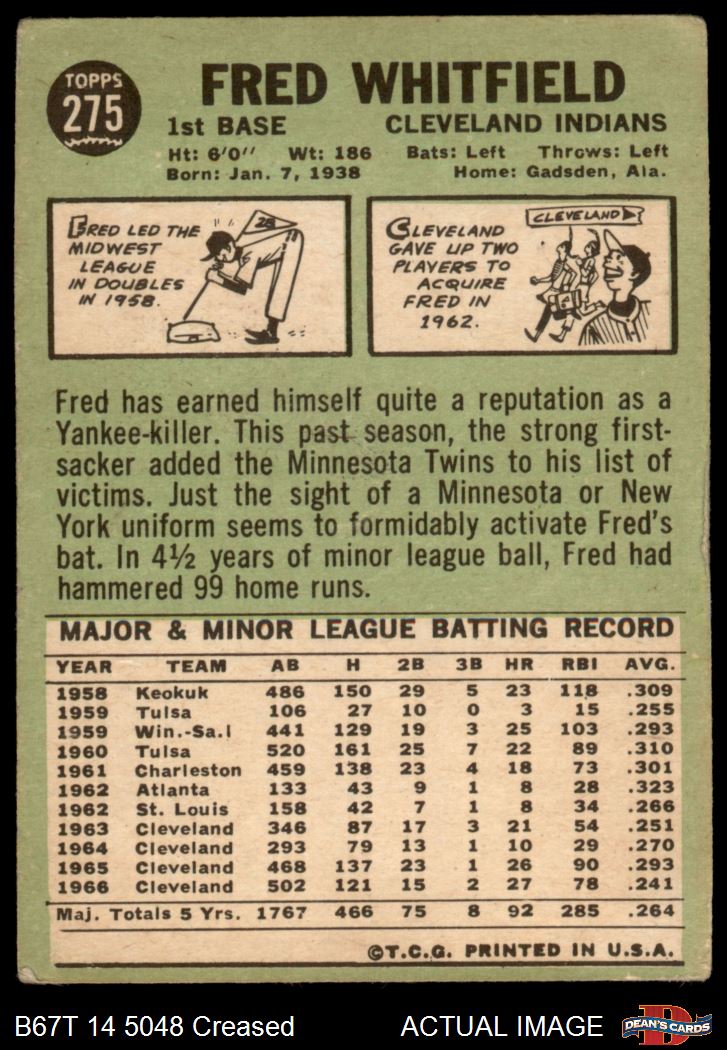 TOPPS
275
FRED WHITFIELD
1st BASE CLEVELAND INDIANS
Ht: 6'0" Wt: 186 Bats: Left Throws: Left
Born: Jan. 7, 1938 Home: Gadsden, Ala.
FRED LED THE
MIDWEST
LEAGUE
IN DOUBLES
IN 1958.
25
CLEVELAND
GAVE UP TWO
PLAYERS TO
ACQUIRE
FRED IN
1962.
CLEVELAND
Fred has earned himself quite a reputation as a
Yankee-killer. This past season, the strong first-
sacker added the Minnesota Twins to his list of
victims. Just the sight of a Minnesota or New
York uniform seems to formidably activate Fred's
bat. In 4½ years of minor league ball, Fred had
hammered 99 home runs.
MAJOR & MINOR LEAGUE BATTING RECORD
YEAR TEAM AB H 2B 3B HR RBI AVG.
1958 Keokuk 486 150 29 5 23 118 .309
1959 Tulsa 106 27 10 0 3 15 .255
1959 Win.-Sa.l 441 129 19 3 25 103 .293
1960 Tulsa 520 161 25 7 22 89 .310
1961 Charleston 459 138 23 4 18 73 .301
1962 Atlanta 133 43 9 1 8 28 .323
1962 St. Louis 158 42 7 1 8 34 .266
1963 Cleveland 346 87 17 3 21 54 .251
1964 Cleveland 293 79 13 1 10 29 .270
1965 Cleveland 468 137 23 1 26 90 .293
1966 Cleveland 502 121 15 2 27 78 .241
Maj. Totals 5 Yrs. 1767 466 75 8 92 285 .264
©T.C.G. PRINTED IN U.S.A.
B67T 14 5048 Creased ACTUAL IMAGE
D
DEAN'S CARDS